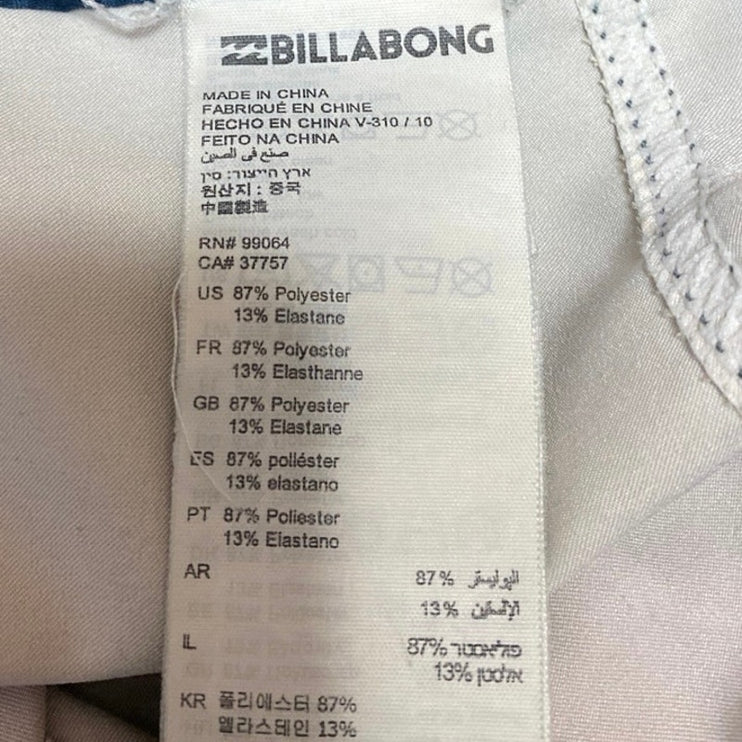 BILLABONG
MADE IN CHINA
FABRIQUÉ EN CHINE
HECHO EN CHINA V-310 / 10
FEITO NA CHINA
صنع في الصين
ארץ הייצור: סין
원산지 : 중국
中國製造
RN# 99064
CA# 37757
US 87% Polyester
13% Elastane
FR 87% Polyester
13% Elasthanne
GB 87% Polyester
13% Elastane
ES 87% poliéster
13% elastano
PT 87% Poliester
13% Elastano
AR 87% البوليستر
13% الإلستين
IL 87% פוליאסטר
13% אלסטן
KR 폴리에스터 87%
엘라스테인 13%